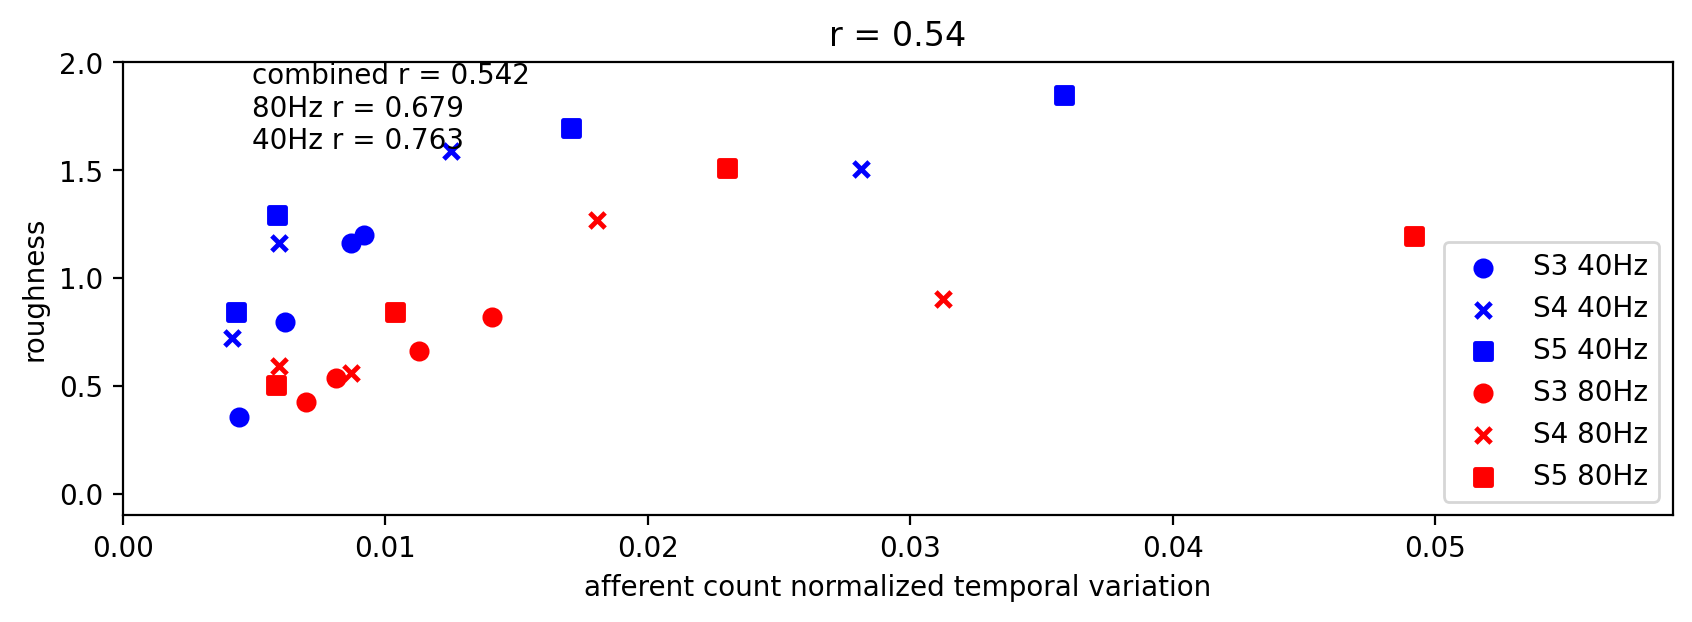 r = 0.54
combined r = 0.542
80Hz r = 0.679
40Hz r = 0.763
2.0
1.5
1.0
0.5
0.0
roughness
S3 40Hz
S4 40Hz
S5 40Hz
S3 80Hz
S4 80Hz
S5 80Hz
0.00 0.01 0.02 0.03 0.04 0.05
afferent count normalized temporal variation